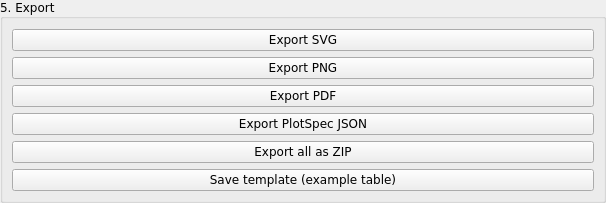 5. Export
Export SVG
Export PNG
Export PDF
Export PlotSpec JSON
Export all as ZIP
Save template (example table)